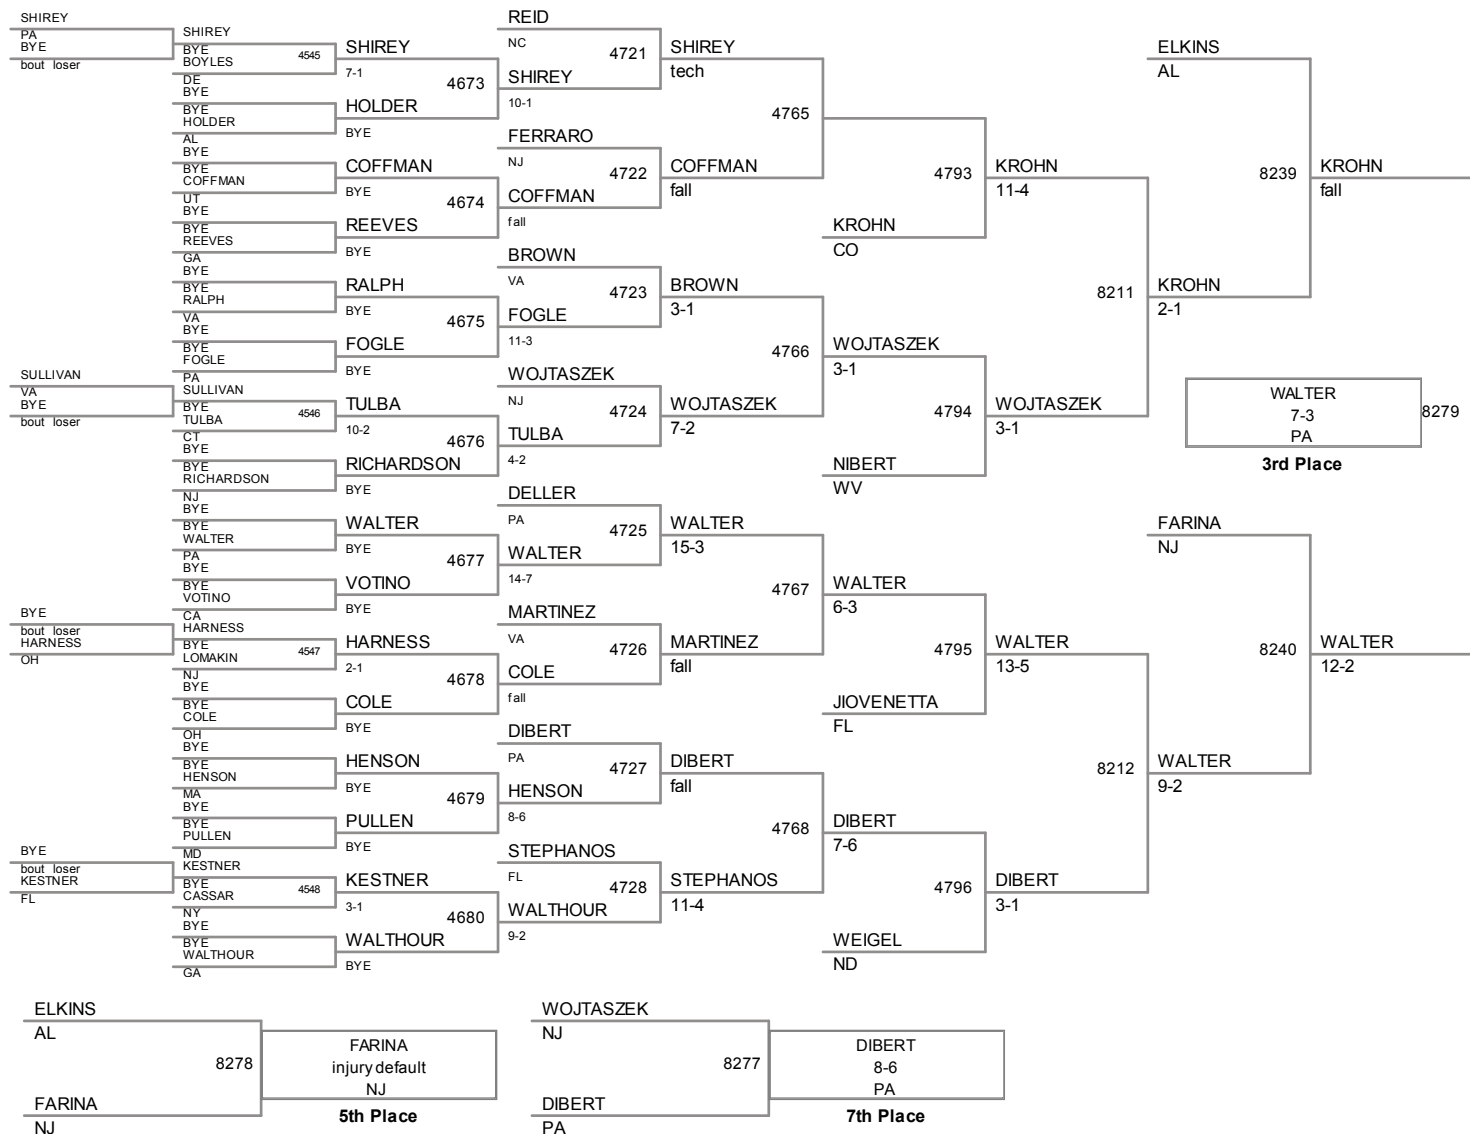 SHIREY
PA
BYE
bout loser
SULLIVAN
VA
BYE
bout loser
BYE
bout loser
HARNESS
OH
BYE
bout loser
KESTNER
FL
SHIREY
BYE
4545
BOYLES
DE
BYE
BYE
HOLDER
AL
BYE
BYE
COFFMAN
UT
BYE
BYE
REEVES
GA
BYE
BYE
RALPH
VA
BYE
BYE
FOGLE
PA
SULLIVAN
BYE
4546
TULBA
CT
BYE
BYE
RICHARDSON
NJ
BYE
BYE
WALTER
PA
BYE
BYE
VOTINO
CA
HARNESS
BYE
4547
LOMAKIN
NJ
BYE
BYE
COLE
OH
BYE
BYE
HENSON
MA
BYE
BYE
PULLEN
MD
KESTNER
BYE
4548
CASSAR
NY
BYE
BYE
WALTHOUR
GA
SHIREY
7-1
4673
HOLDER
BYE
COFFMAN
BYE
4674
REEVES
BYE
RALPH
BYE
4675
FOGLE
BYE
TULBA
10-2
4676
RICHARDSON
BYE
WALTER
BYE
4677
VOTINO
BYE
HARNESS
2-1
4678
COLE
BYE
HENSON
BYE
4679
PULLEN
BYE
KESTNER
3-1
4680
WALTHOUR
BYE
REID
NC
4721
SHIREY
10-1
FERRARO
NJ
4722
COFFMAN
fall
BROWN
VA
4723
FOGLE
11-3
WOJTASZEK
NJ
4724
TULBA
4-2
DELLER
PA
4725
WALTER
14-7
MARTINEZ
VA
4726
COLE
fall
DIBERT
PA
4727
HENSON
8-6
STEPHANOS
FL
4728
WALTHOUR
9-2
SHIREY
tech
4765
COFFMAN
fall
BROWN
3-1
4766
WOJTASZEK
7-2
WALTER
15-3
4767
MARTINEZ
fall
DIBERT
fall
4768
STEPHANOS
11-4
4793
KROHN
CO
WOJTASZEK
3-1
4794
NIBERT
WV
WALTER
6-3
4795
JIOVENETTA
FL
DIBERT
7-6
4796
WEIGEL
ND
KROHN
11-4
8211
WOJTASZEK
3-1
WALTER
13-5
8212
DIBERT
3-1
ELKINS
AL
8239
KROHN
2-1
FARINA
NJ
8240
WALTER
9-2
KROHN
fall
WALTER
12-2
WALTER
7-3
PA
8279
3rd Place
ELKINS
AL
8278
FARINA
NJ
FARINA
injury default
NJ
5th Place
WOJTASZEK
NJ
8277
DIBERT
PA
DIBERT
8-6
PA
7th Place